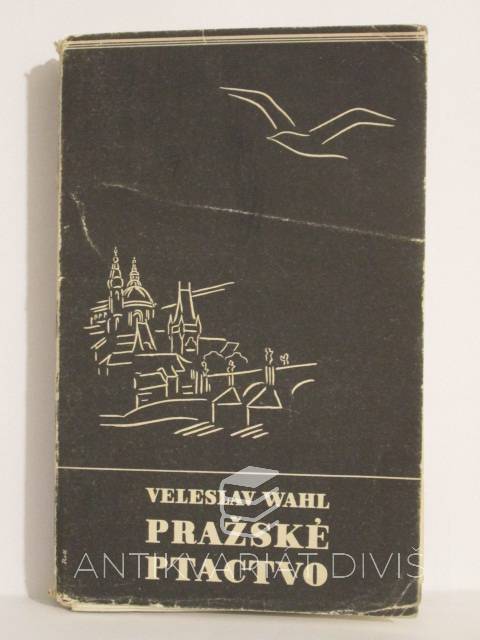 VELESLAV WAHL
PRAŽSKÉ
PTACTVO
ANTIKVARIÁT DIVIŠ